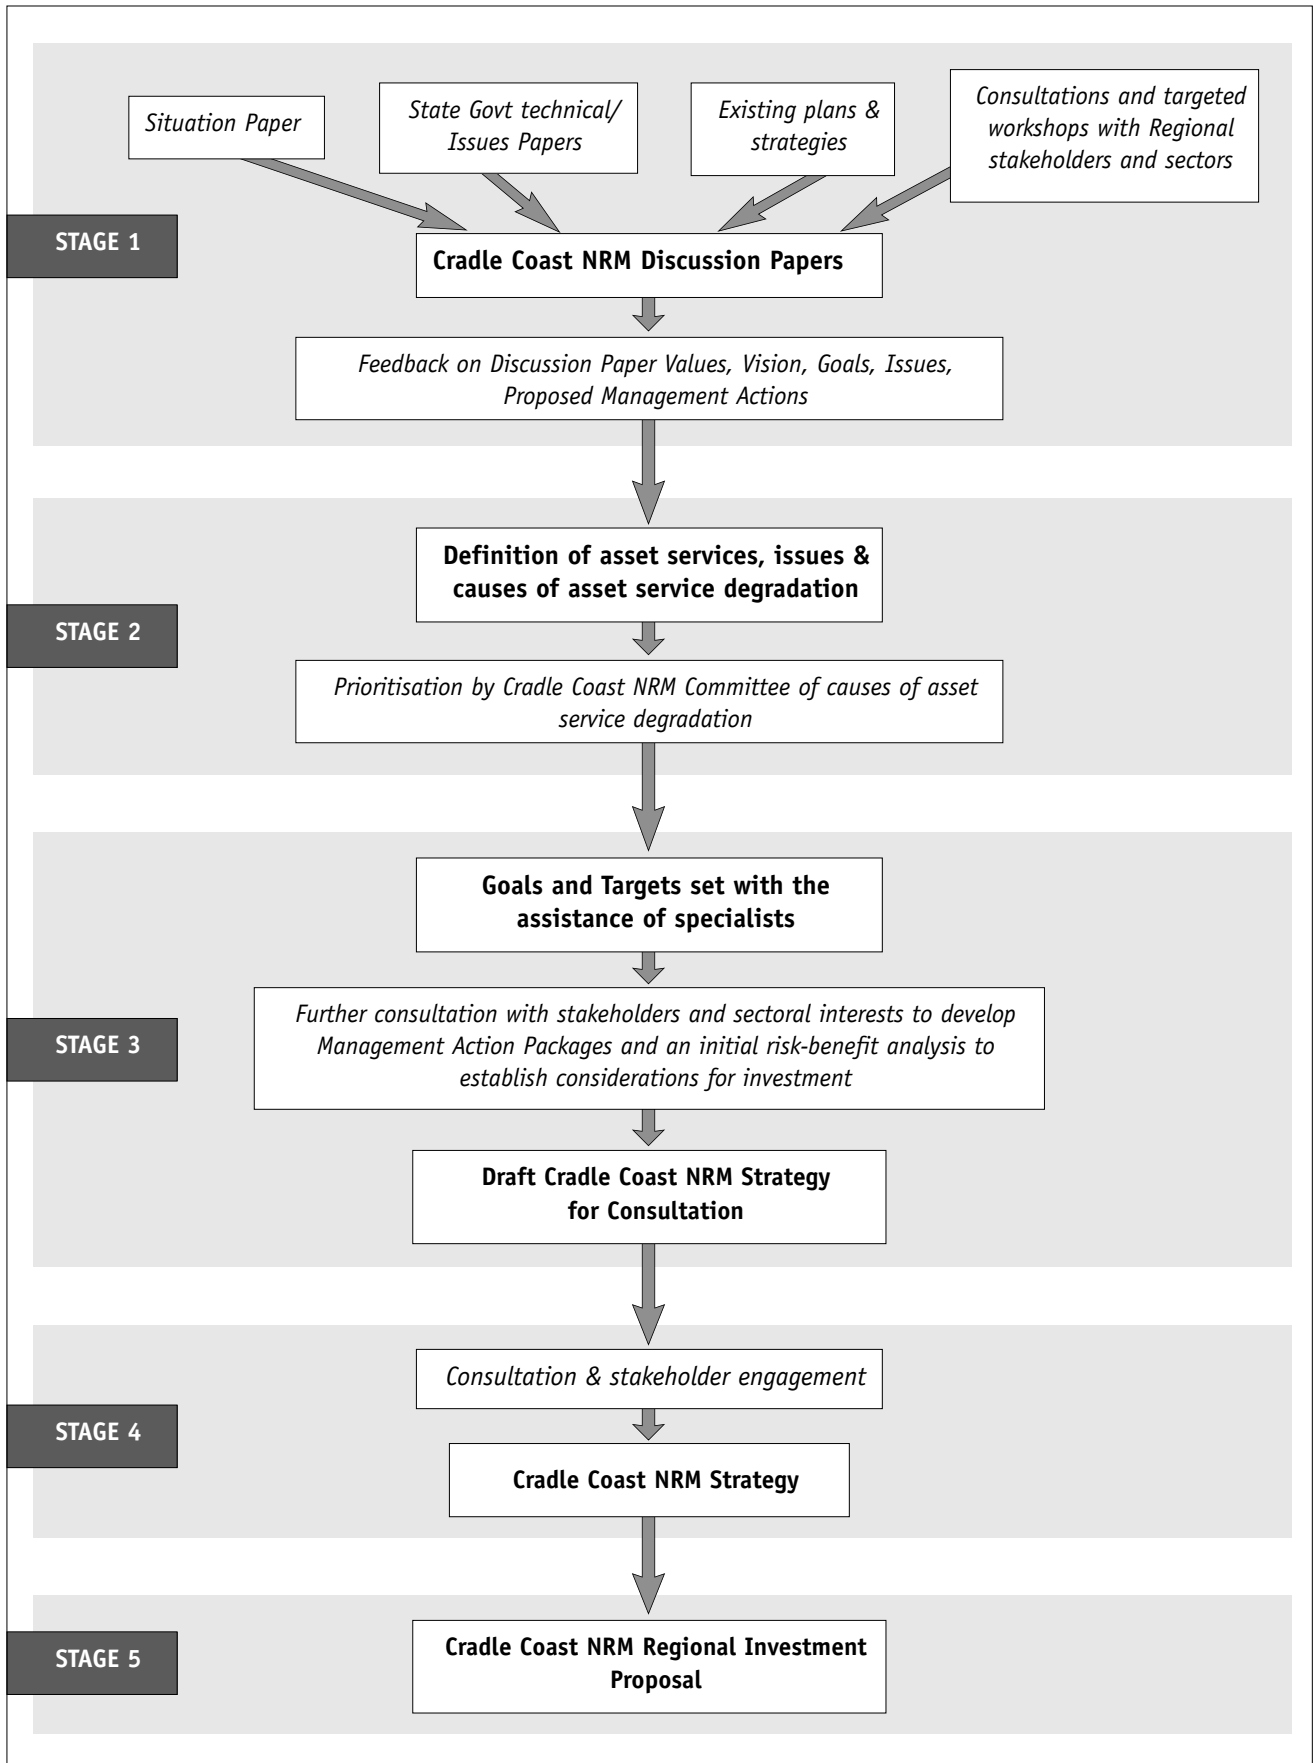 Situation Paper
State Govt technical/
Issues Papers
Existing plans &
strategies
Consultations and targeted
workshops with Regional
stakeholders and sectors
STAGE 1
Cradle Coast NRM Discussion Papers
Feedback on Discussion Paper Values, Vision, Goals, Issues,
Proposed Management Actions
Definition of asset services, issues &
causes of asset service degradation
STAGE 2
Prioritisation by Cradle Coast NRM Committee of causes of asset
service degradation
Goals and Targets set with the
assistance of specialists
STAGE 3
Further consultation with stakeholders and sectoral interests to develop
Management Action Packages and an initial risk-benefit analysis to
establish considerations for investment
Draft Cradle Coast NRM Strategy
for Consultation
Consultation & stakeholder engagement
STAGE 4
Cradle Coast NRM Strategy
STAGE 5
Cradle Coast NRM Regional Investment
Proposal